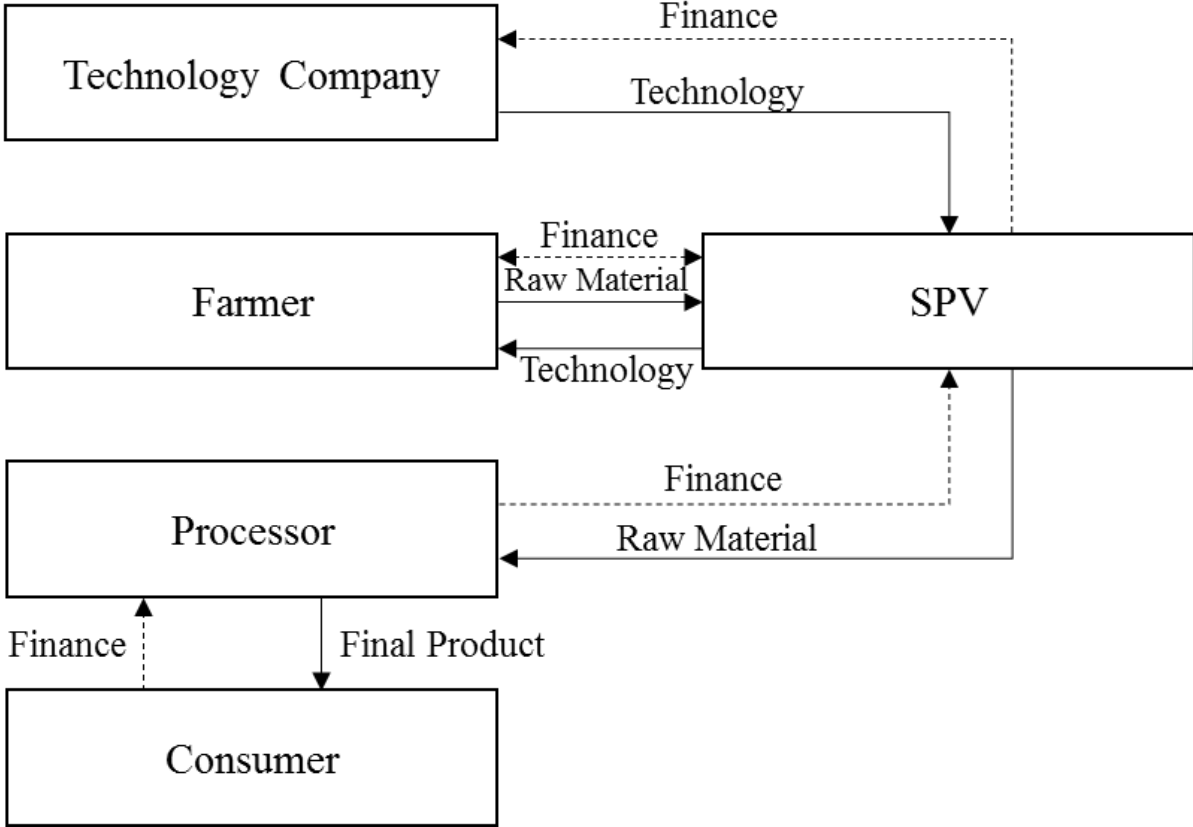 Finance
Technology Company
Technology
Finance
Farmer
Raw Material
SPV
Technology
Finance
Processor
Raw Material
Finance
Final Product
Consumer